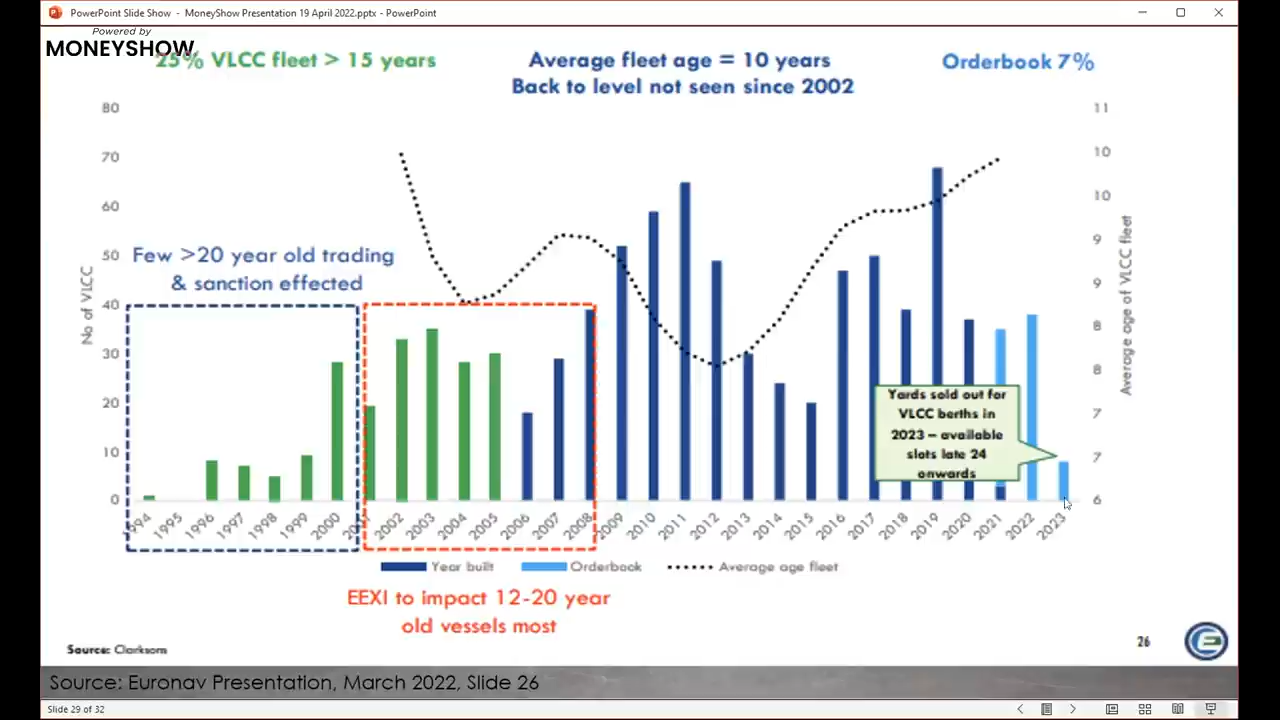 PowerPoint Slide Show - MoneyShow Presentation 19 April 2022.pptx - PowerPoint
Powered by
MONEYSHOW
25% VLCC fleet > 15 years
Average fleet age = 10 years
Back to level not seen since 2002
Orderbook 7%
80
70
60
50
40
30
20
10
0
No of VLCC
Few >20 year old trading
& sanction effected
11
10
10
9
9
8
8
7
7
6
Average age of VLCC fleet
Yards sold out for
VLCC berths in
2023 – available
slots late 24
onwards
1994
1995
1996
1997
1998
1999
2000
2001
2002
2003
2004
2005
2006
2007
2008
2009
2010
2011
2012
2013
2014
2015
2016
2017
2018
2019
2020
2021
2022
2023
Year built
Orderbook
Average age fleet
EEXI to impact 12-20 year
old vessels most
Source: Clarksons
26
Source: Euronav Presentation, March 2022, Slide 26
Slide 29 of 32